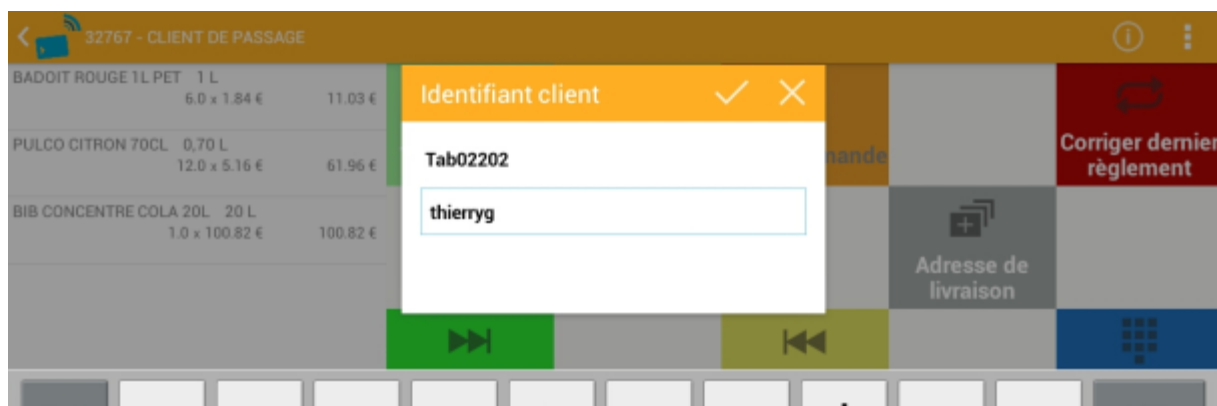 32767 - CLIENT DE PASSAGE
BADOIT ROUGE 1L PET 1 L
6.0 x 1.84 € 11.03 €
PULCO CITRON 70CL 0,70 L
12.0 x 5.16 € 61.96 €
BIB CONCENTRE COLA 20L 20 L
1.0 x 100.82 € 100.82 €
Identifiant client
Tab02202
thierryg
mande
Corriger dernier
règlement
Adresse de
livraison